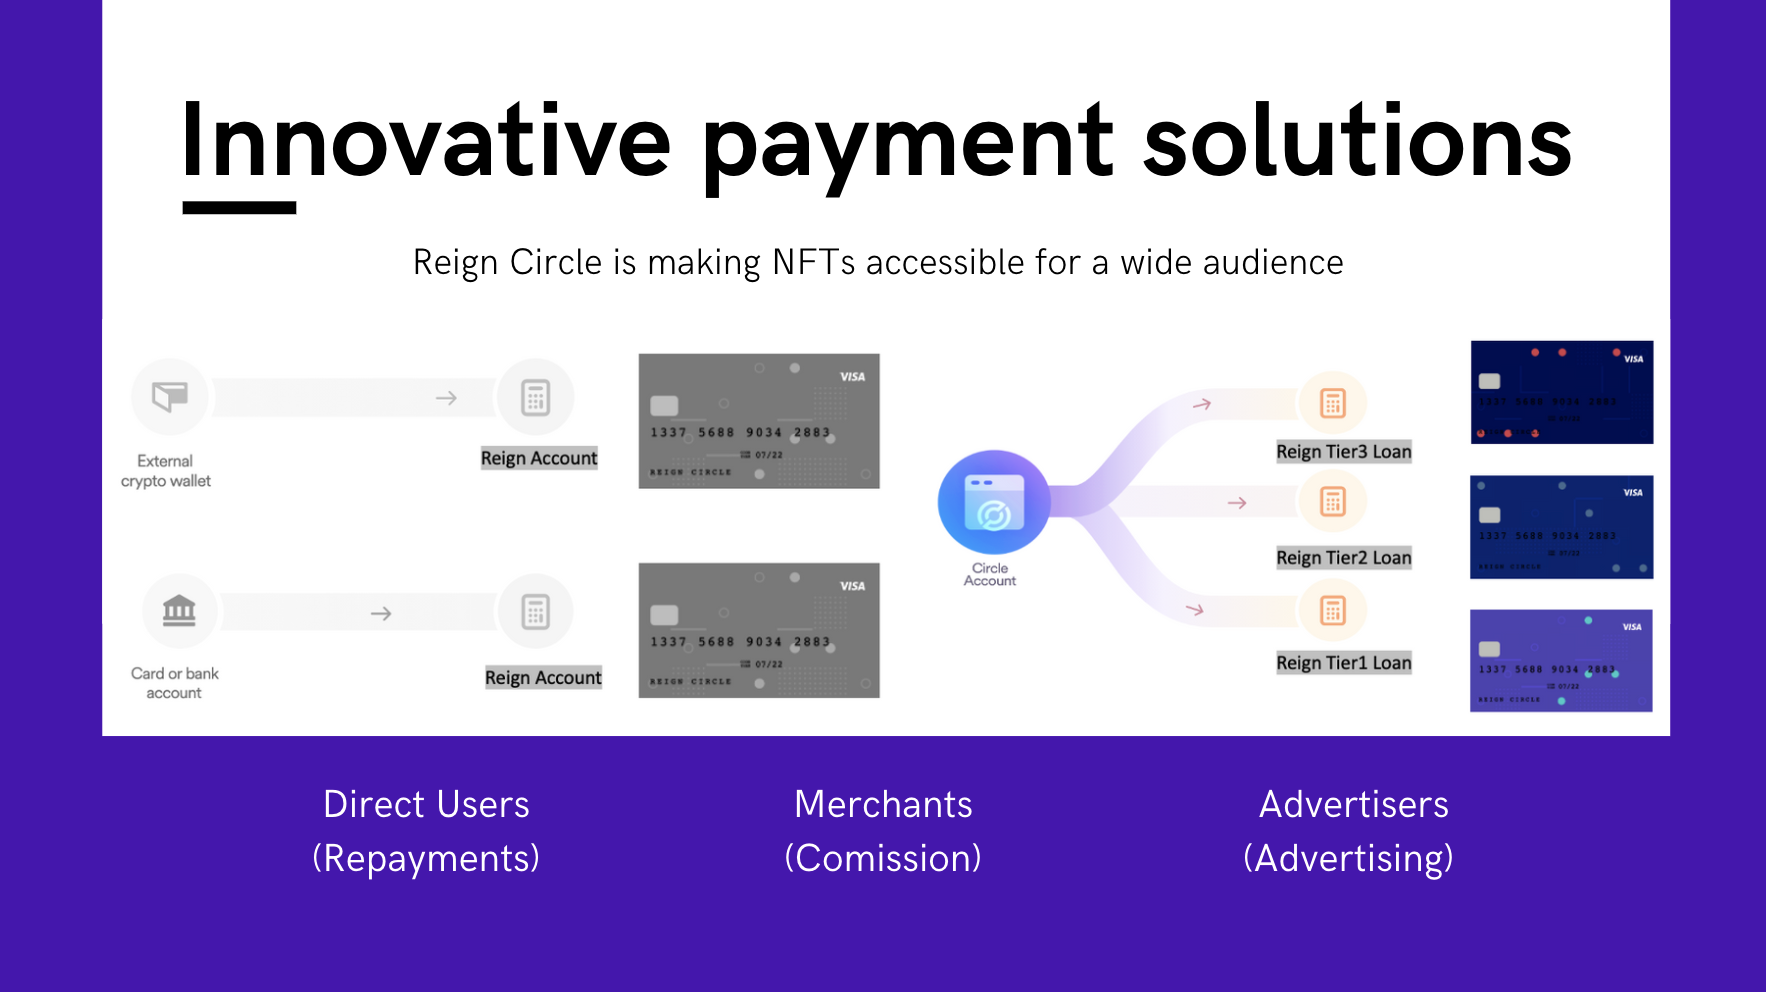 Innovative payment solutions
Reign Circle is making NFTs accessible for a wide audience
External
crypto wallet
Reign Account
VISA
1337 5688 9034 2883
07/22
REIGN CIRCLE
Card or bank
account
Reign Account
VISA
1337 5688 9034 2883
07/22
REIGN CIRCLE
Circle
Account
Reign Tier3 Loan
VISA
1337 5688 9034 2883
07/22
Reign Tier2 Loan
VISA
1337 5688 9034 2883
07/22
REIGN CIRCLE
Reign Tier1 Loan
VISA
1337 5688 9034 2883
07/22
REIGN CIRCLE
Direct Users
(Repayments)
Merchants
(Comission)
Advertisers
(Advertising)